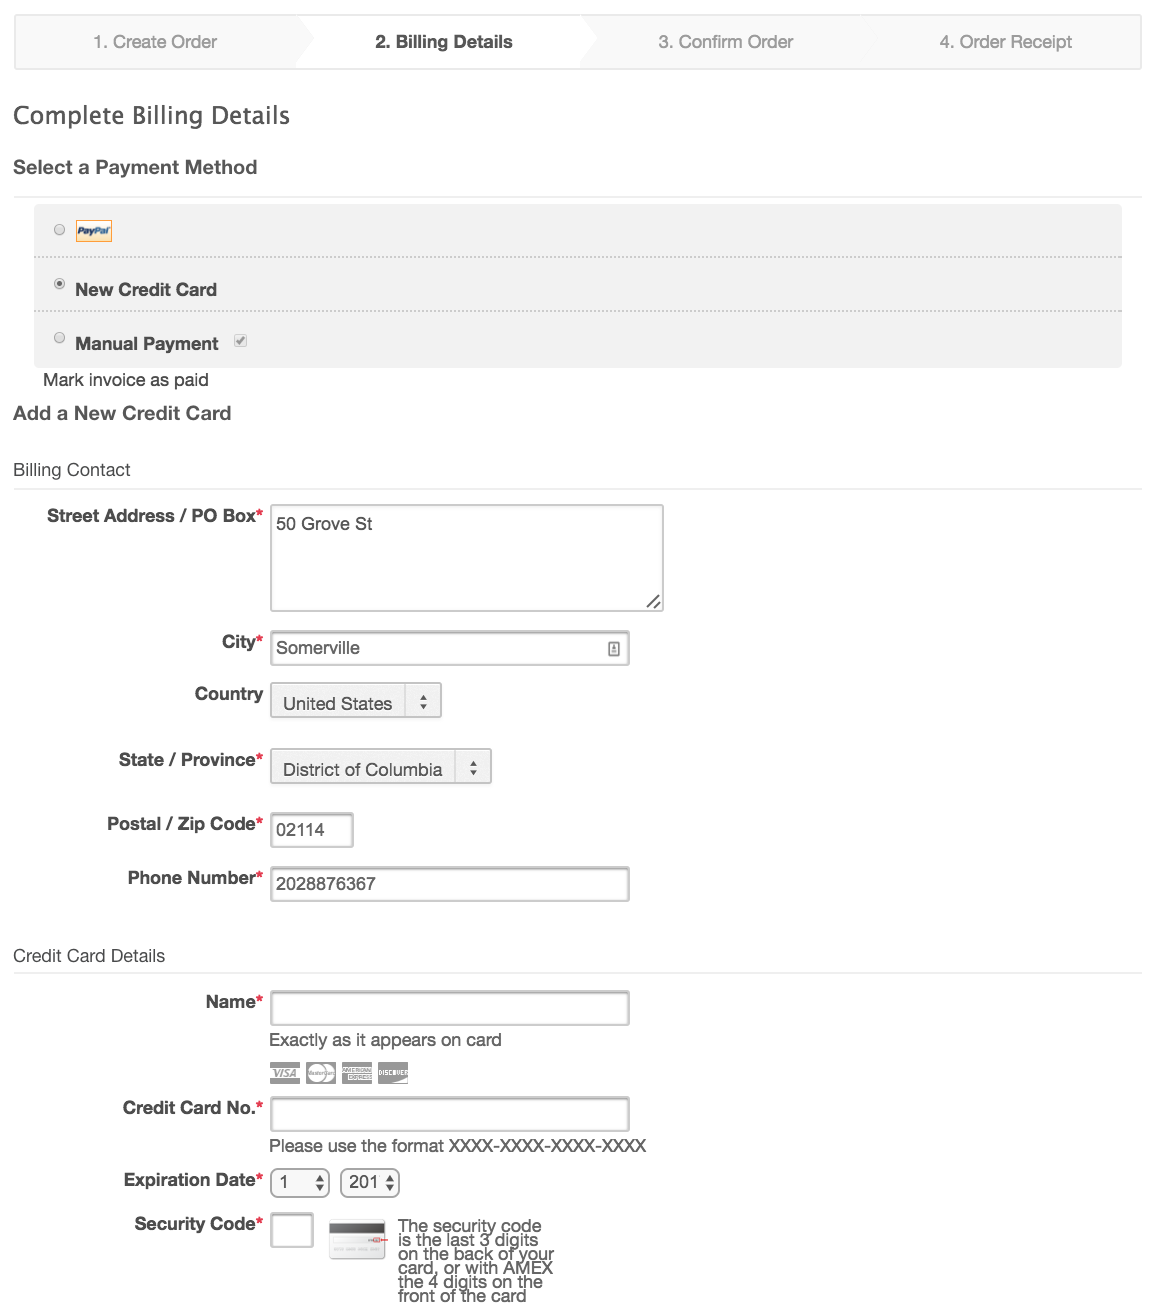 1. Create Order
2. Billing Details
3. Confirm Order
4. Order Receipt
Complete Billing Details
Select a Payment Method
PayPal
New Credit Card
Manual Payment
Mark invoice as paid
Add a New Credit Card
Billing Contact
Street Address / PO Box*
50 Grove St
City*
Somerville
Country
United States
State / Province*
District of Columbia
Postal / Zip Code*
02114
Phone Number*
2028876367
Credit Card Details
Name*
Exactly as it appears on card
VISA
MasterCard
AMERICAN EXPRESS
DISCOVER
Credit Card No.*
Please use the format XXXX-XXXX-XXXX-XXXX
Expiration Date*
1
201
Security Code*
The security code
is the last 3 digits
on the back of your
card, or with AMEX
the 4 digits on the
front of the card